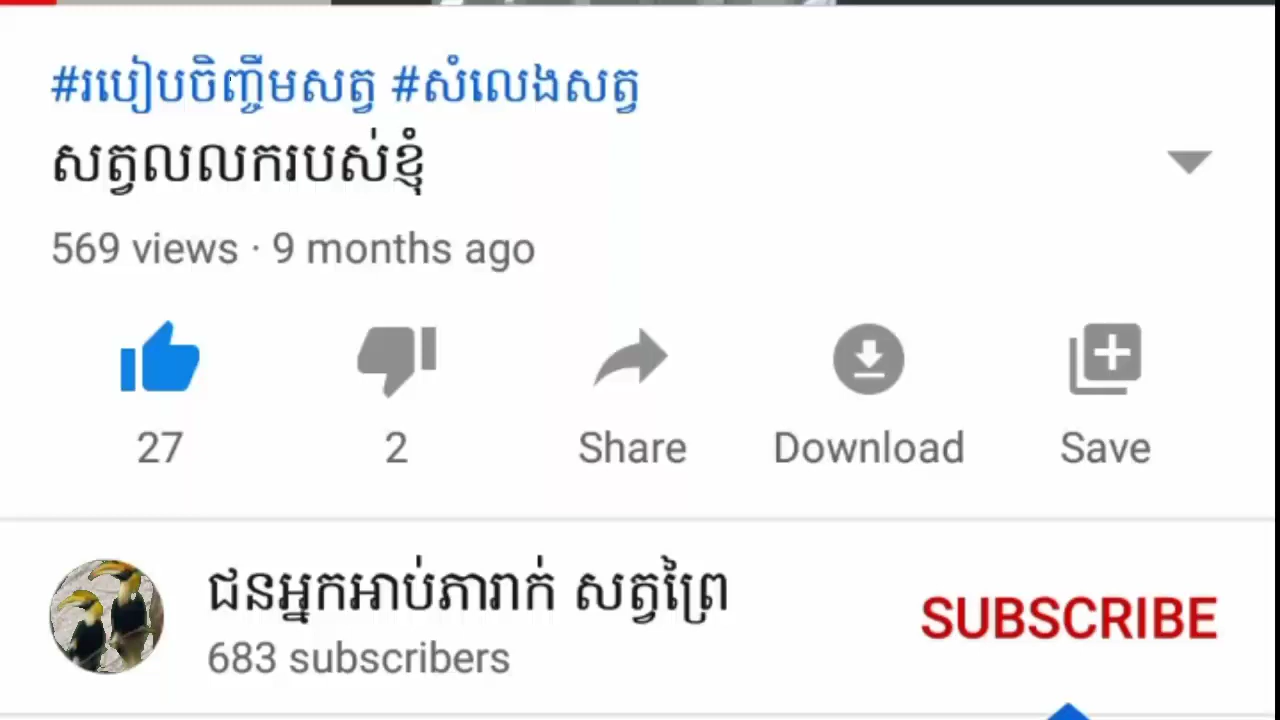 #របៀបចិញ្ចឹមសត្វ #សំលេងសត្វ
សត្វលលករបស់ខ្ញុំ
569 views · 9 months ago
27 2 Share Download Save
ជនអ្នកអាប់ភារាក់ សត្វព្រៃ
683 subscribers
SUBSCRIBE